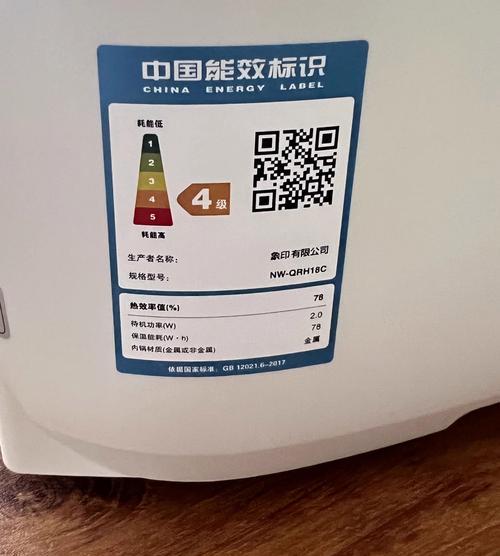 中国能效标识
CHINA ENERGY LABEL
耗能低
1
2
3
4
5
耗能高
4级
生产者名称： 象印有限公司
规格型号： NW-QRH18C
热效率值(%) 78
待机功率(W) 2.0
保温能耗(W·h) 78
内锅材质(金属或非金属) 金属
依据国家标准：GB 12021.6-2017